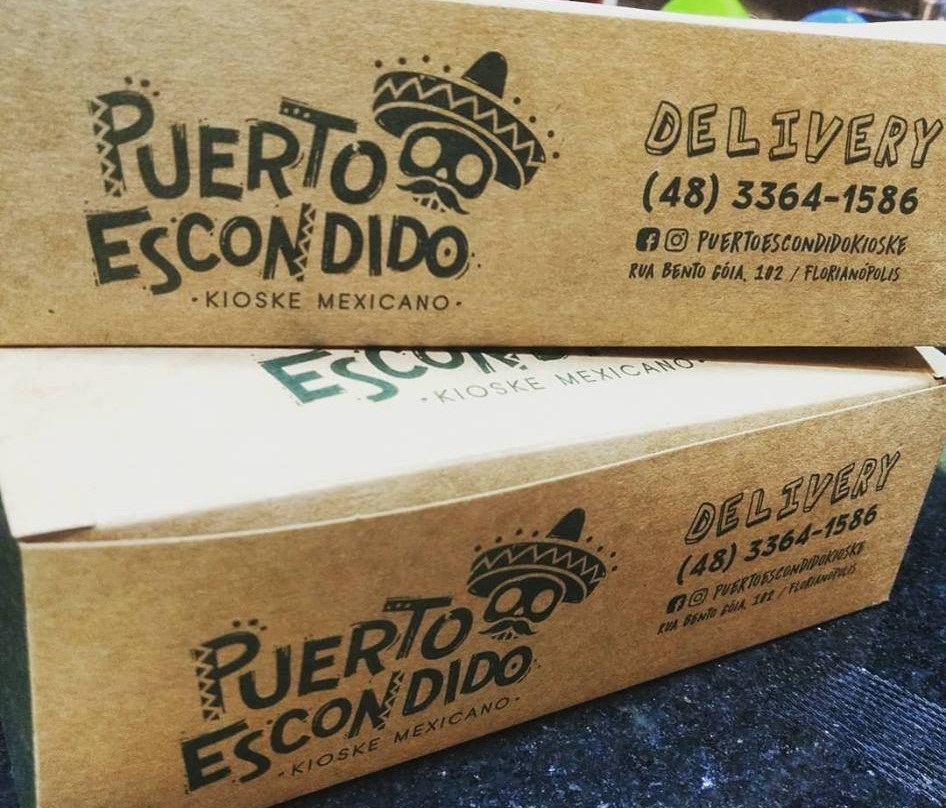 PUERTO
ESCONDIDO
·KIOSKE MEXICANO·
DELIVERY
(48) 3364-1586
PUERTOESCONDIDOKIOSKE
RUA BENTO GÓIA, 182 / FLORIANÓPOLIS
ESCONDIDO
·KIOSKE MEXICANO·
PUERTO
ESCONDIDO
·KIOSKE MEXICANO·
DELIVERY
(48) 3364-1586
PUERTOESCONDIDOKIOSKE
RUA BENTO GÓIA, 182 / FLORIANÓPOLIS